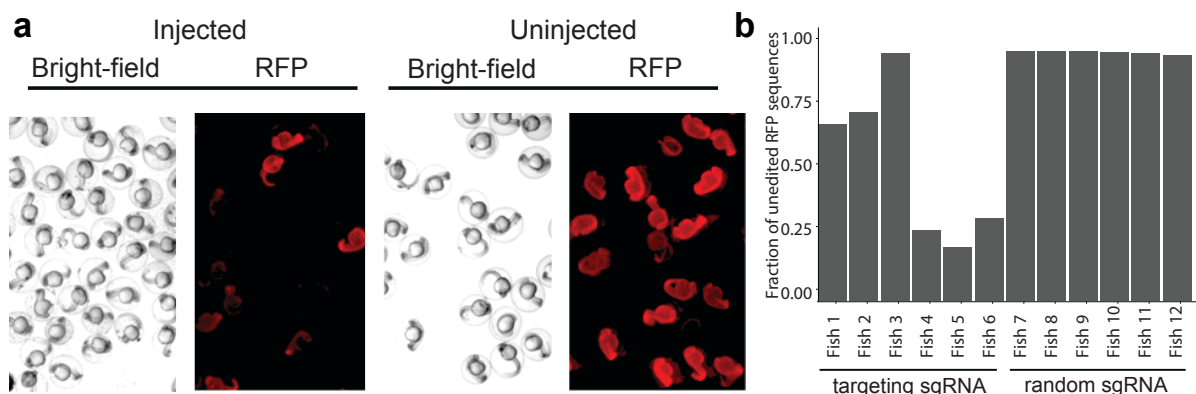 a
Injected
Uninjected
Bright-field RFP Bright-field RFP
b
Fraction of unedited RFP sequences
1.00
0.75
0.50
0.25
0.00
Fish 1
Fish 2
Fish 3
Fish 4
Fish 5
Fish 6
Fish 7
Fish 8
Fish 9
Fish 10
Fish 11
Fish 12
targeting sgRNA
random sgRNA